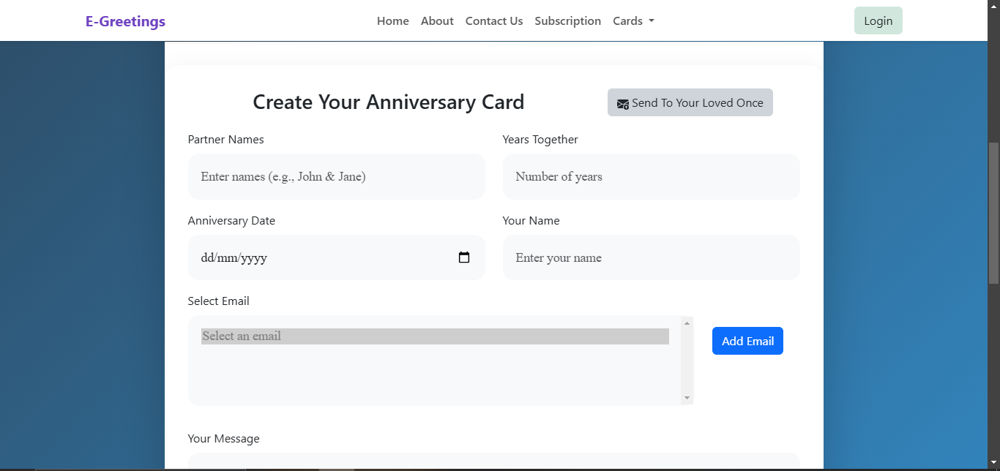 E-Greetings Home About Contact Us Subscription Cards Login
Create Your Anniversary Card Send To Your Loved Once
Partner Names Years Together
Enter names (e.g., John & Jane) Number of years
Anniversary Date Your Name
dd/mm/yyyy Enter your name
Select Email
Select an email
Add Email
Your Message